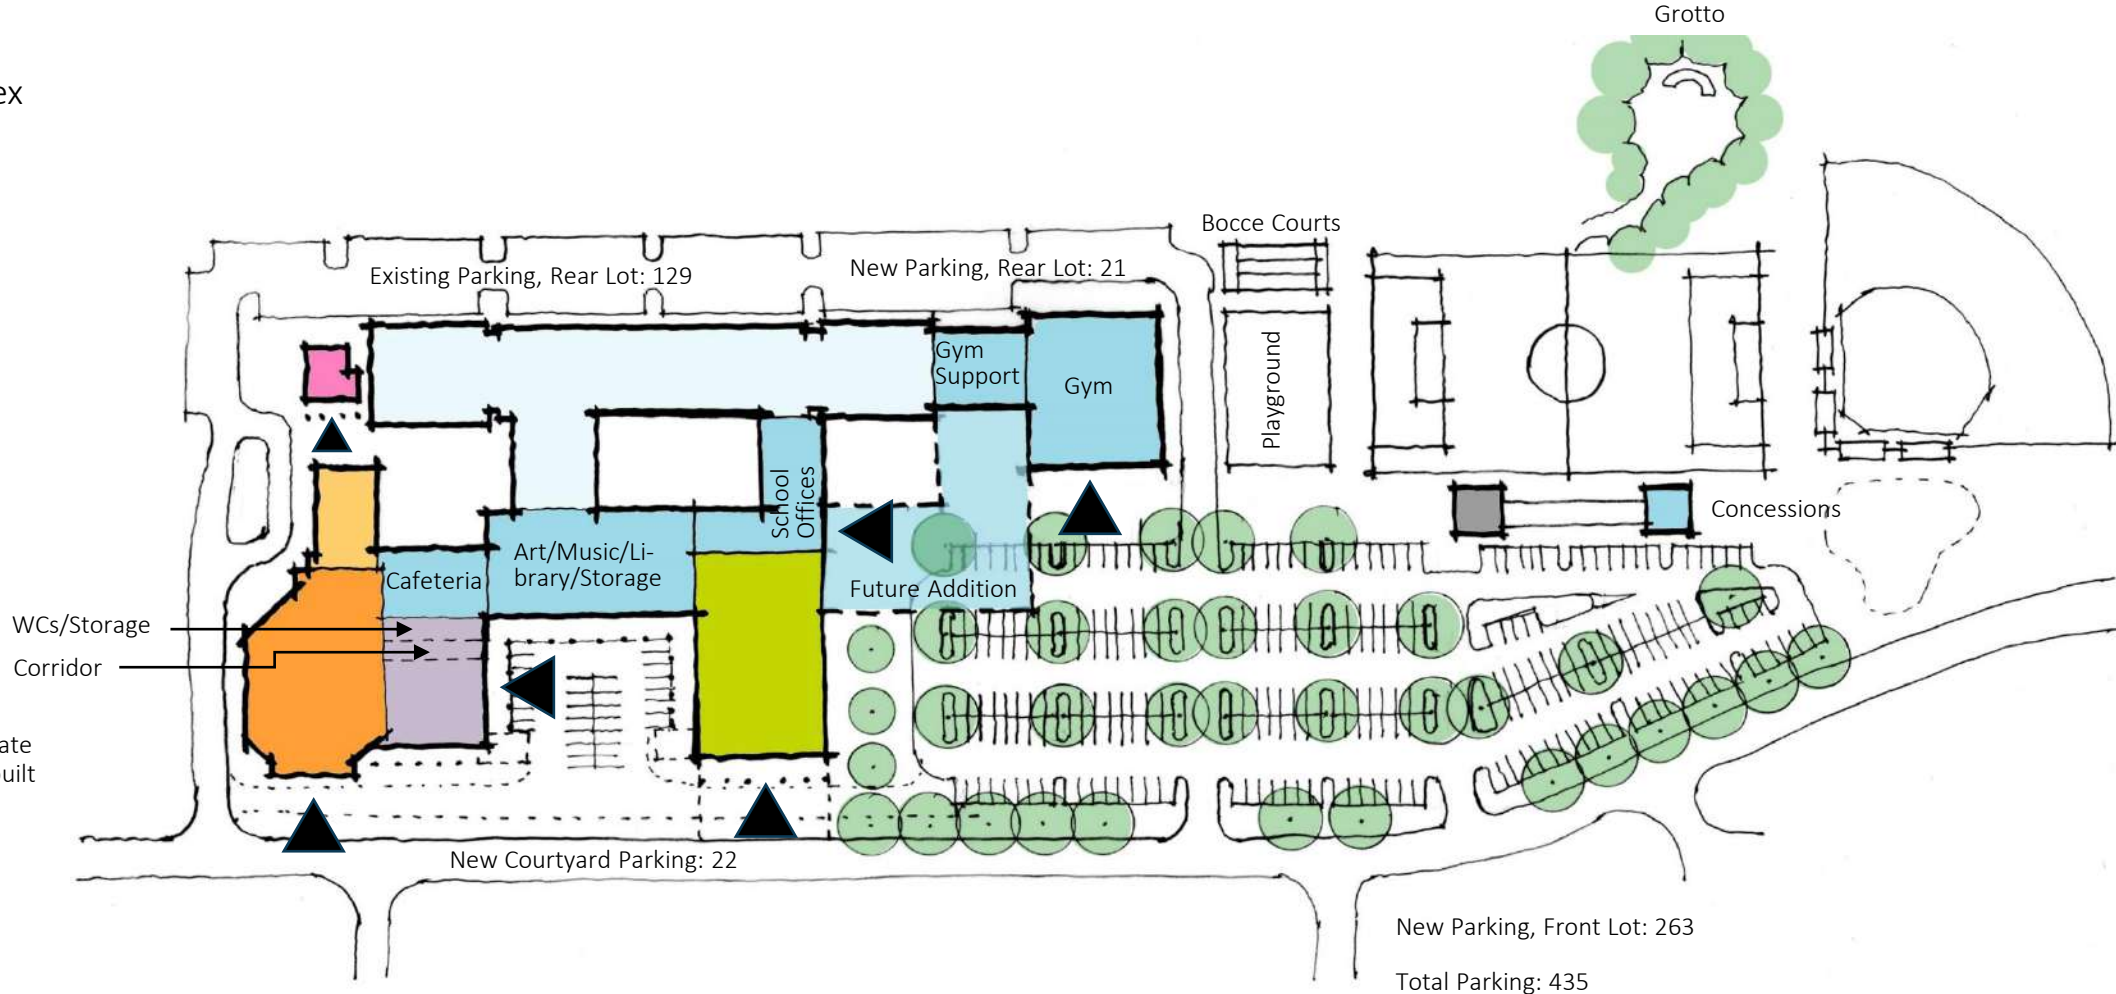 Grotto
ex
Bocce Courts
Existing Parking, Rear Lot: 129
New Parking, Rear Lot: 21
Gym
Support
Gym
Playground
School
Offices
Concessions
Art/Music/Li-
brary/Storage
Cafeteria
Future Addition
WCs/Storage
Corridor
ate
built
New Courtyard Parking: 22
New Parking, Front Lot: 263
Total Parking: 435